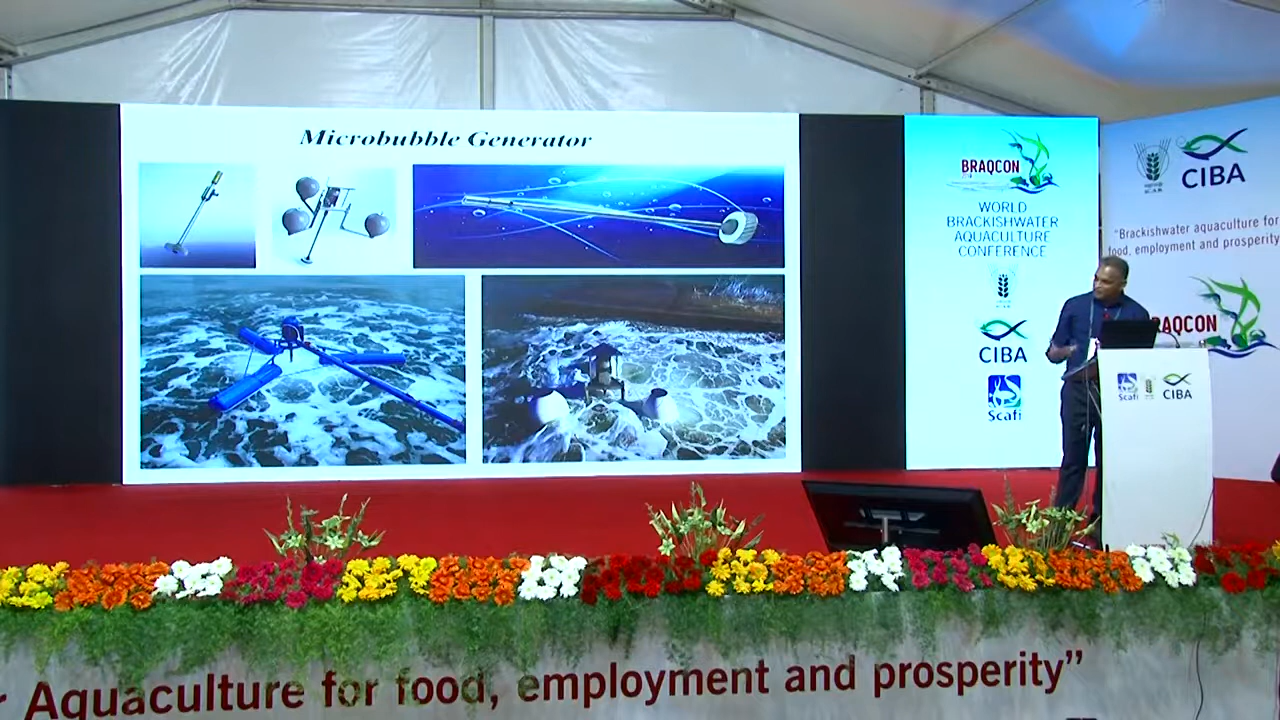 Microbubble Generator
BRAQCON
WORLD
BRACKISHWATER
AQUACULTURE
CONFERENCE
CIBA
Scafi
CIBA
"Brackishwater aquaculture for
food, employment and prosperity
BRAQCON
Scafi
CIBA
Aquaculture for food, employment and prosperity”